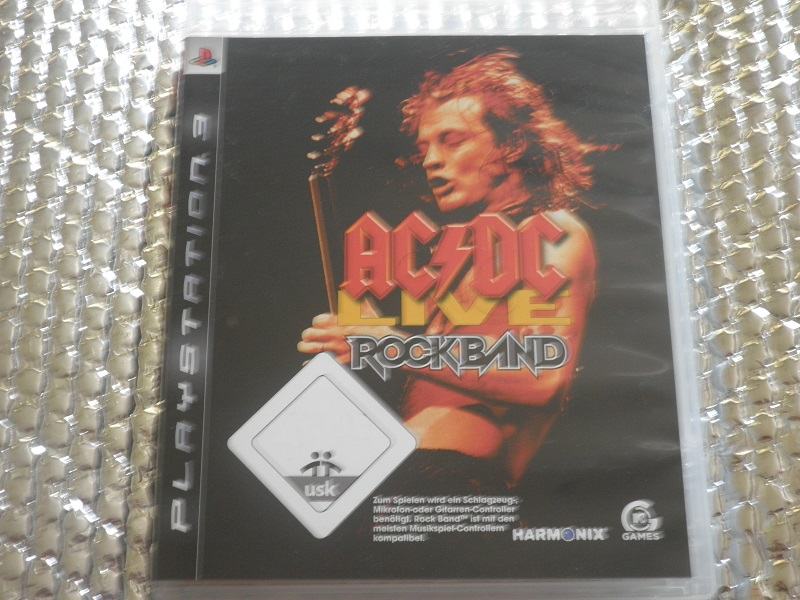 PLAYSTATION 3
AC/DC
LIVE
ROCKBAND
usk
Zum Spielen wird ein Schlagzeug-,
Mikrofon-oder Gitarren-Controller
benötigt. Rock Band™ ist mit den
meisten Musikspiel-Controllern
kompatibel.
HARMONIX
GAMES